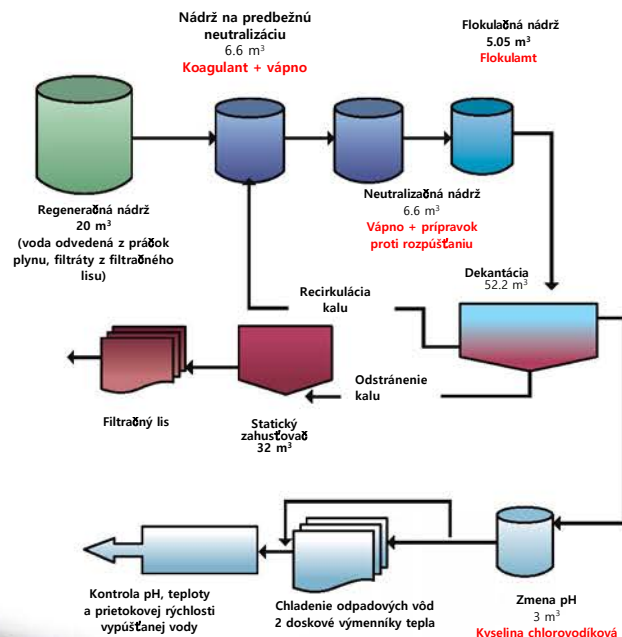 Nádrž na predbežnú
neutralizáciu
6.6 m³
Koagulant + vápno
Flokulačná nádrž
5.05 m³
Flokulamt
Regeneračná nádrž
20 m³
(voda odvedená z práčok
plynu, filtráty z filtračného
lisu)
Neutralizačná nádrž
6.6 m³
Vápno + prípravok
proti rozpúšťaniu
Dekantácia
52.2 m³
Recirkulácia
kalu
Odstránenie
kalu
Filtračný lis
Statický
zahusťovač
32 m³
Kontrola pH, teploty
a prietokovej rýchlosti
vypúšťanej vody
Chladenie odpadových vôd
2 doskové výmenníky tepla
Zmena pH
3 m³
Kyselina chlorovodíková